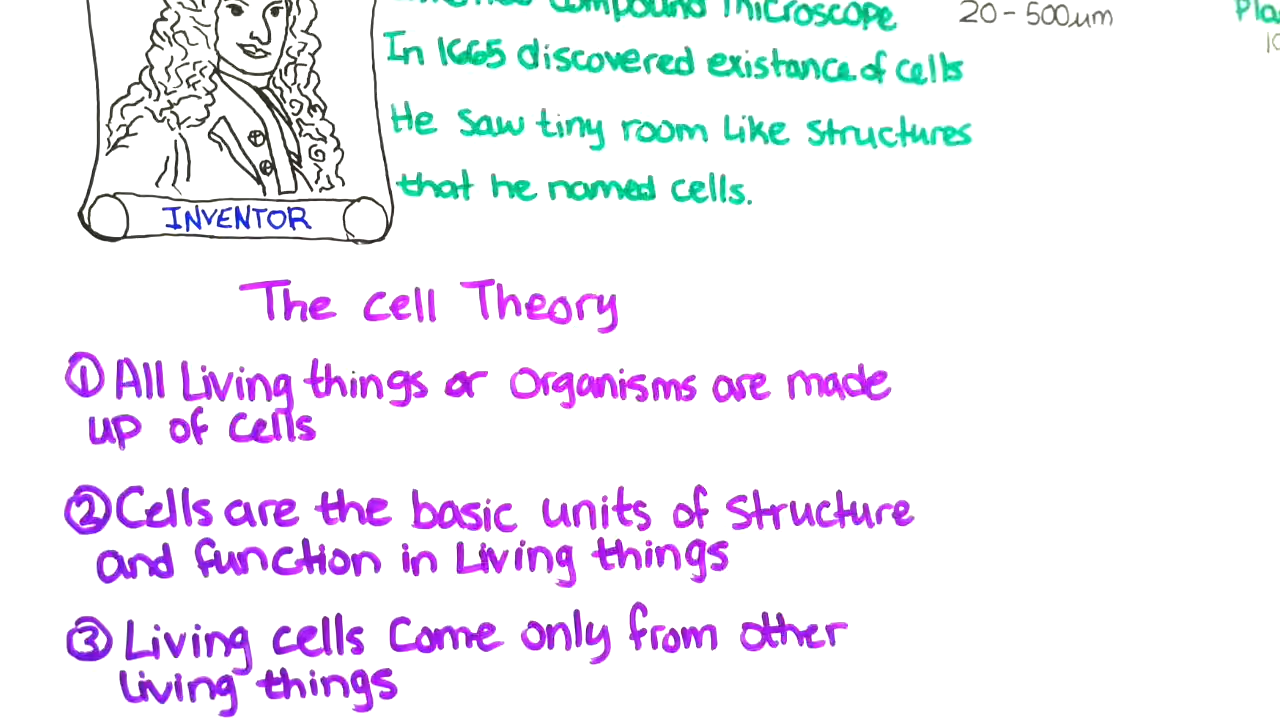 compound microscope
20 - 500um
In 1665 discovered existance of cells
He saw tiny room like structures
that he named cells.
INVENTOR
The Cell Theory
① All Living things or Organisms are made
up of cells
② Cells are the basic units of structure
and function in Living things
③ Living cells Come only from other
living things